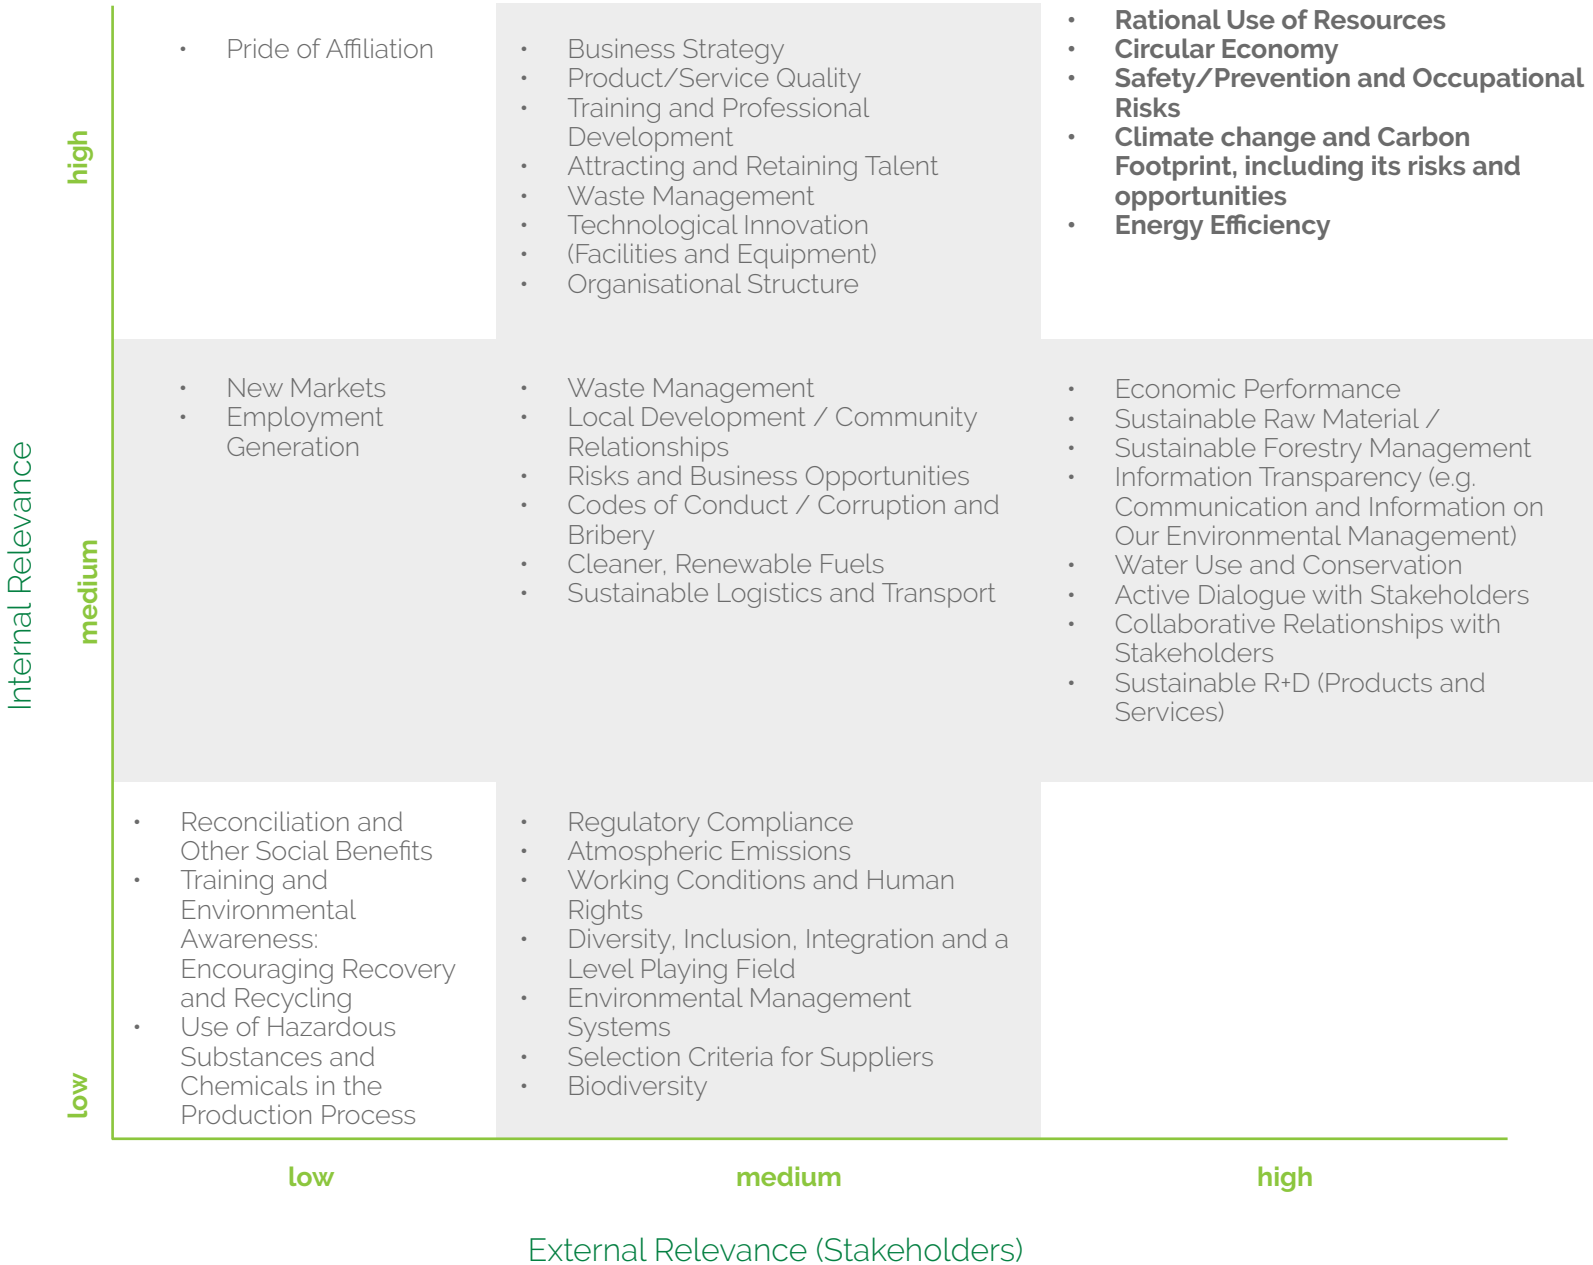 • Pride of Affiliation
• Business Strategy
• Product/Service Quality
• Training and Professional
Development
• Attracting and Retaining Talent
• Waste Management
• Technological Innovation
• (Facilities and Equipment)
• Organisational Structure
• Rational Use of Resources
• Circular Economy
• Safety/Prevention and Occupational
Risks
• Climate change and Carbon
Footprint, including its risks and
opportunities
• Energy Efficiency
high
• New Markets
• Employment
Generation
• Waste Management
• Local Development / Community
Relationships
• Risks and Business Opportunities
• Codes of Conduct / Corruption and
Bribery
• Cleaner, Renewable Fuels
• Sustainable Logistics and Transport
• Economic Performance
• Sustainable Raw Material /
• Sustainable Forestry Management
• Information Transparency (e.g.
Communication and Information on
Our Environmental Management)
• Water Use and Conservation
• Active Dialogue with Stakeholders
• Collaborative Relationships with
Stakeholders
• Sustainable R+D (Products and
Services)
Internal Relevance
medium
• Reconciliation and
Other Social Benefits
• Training and
Environmental
Awareness:
Encouraging Recovery
and Recycling
• Use of Hazardous
Substances and
Chemicals in the
Production Process
• Regulatory Compliance
• Atmospheric Emissions
• Working Conditions and Human
Rights
• Diversity, Inclusion, Integration and a
Level Playing Field
• Environmental Management
Systems
• Selection Criteria for Suppliers
• Biodiversity
low
low
medium
high
External Relevance (Stakeholders)